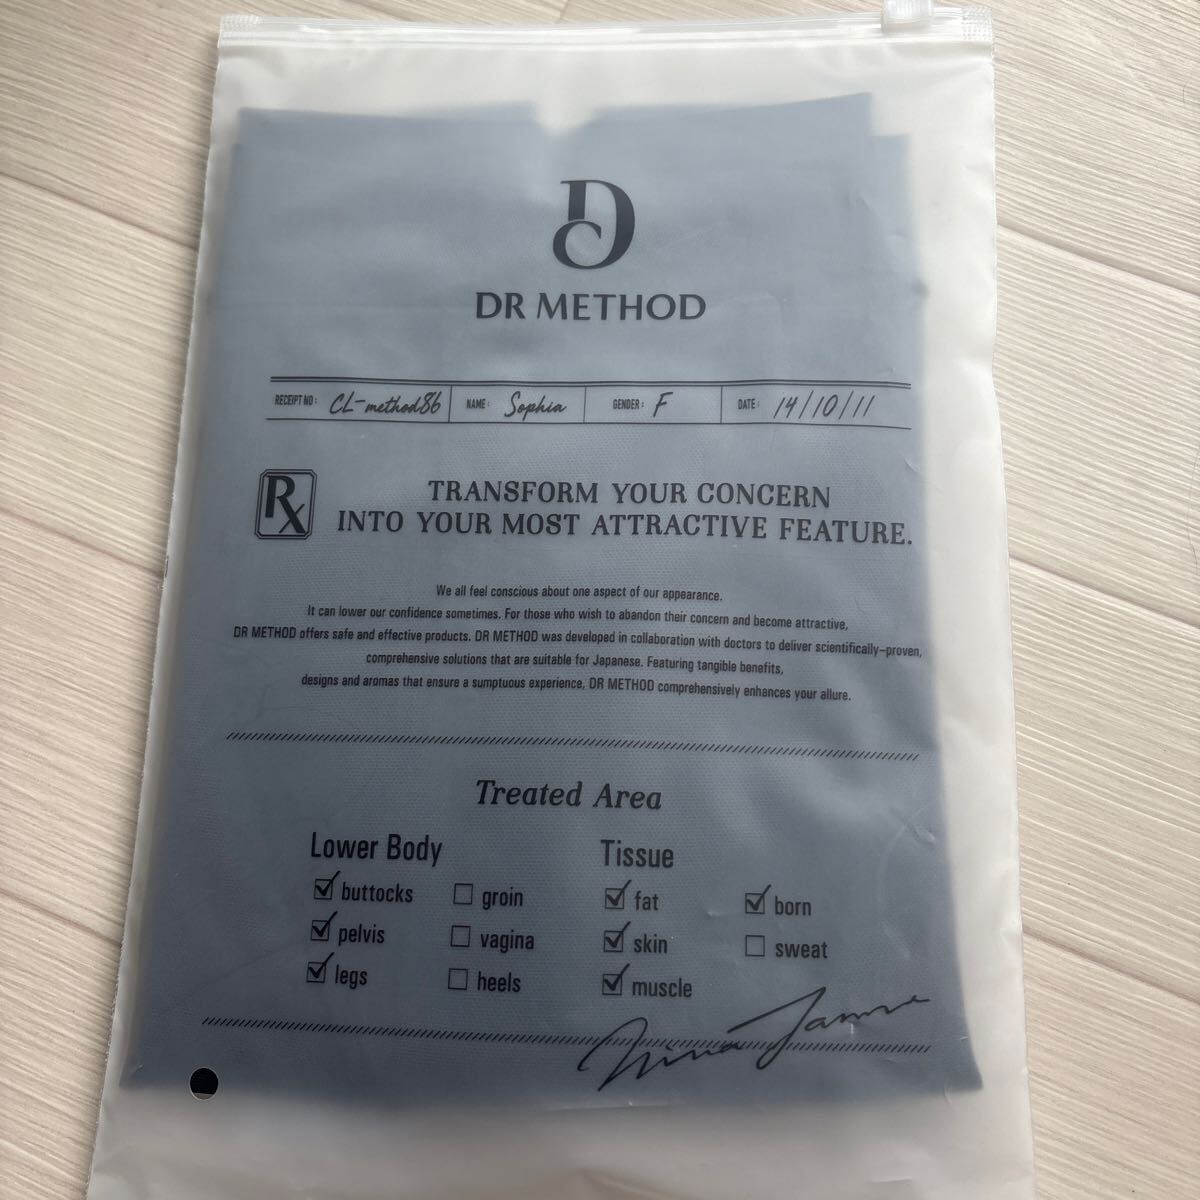 DC
DR METHOD
RECEIPT NO: CL-method86 NAME: Sophia GENDER: F DATE: 14/10/11
Rx
TRANSFORM YOUR CONCERN
INTO YOUR MOST ATTRACTIVE FEATURE.
We all feel conscious about one aspect of our appearance.
It can lower our confidence sometimes. For those who wish to abandon their concern and become attractive,
DR METHOD offers safe and effective products. DR METHOD was developed in collaboration with doctors to deliver scientifically-proven,
comprehensive solutions that are suitable for Japanese. Featuring tangible benefits,
designs and aromas that ensure a sumptuous experience, DR METHOD comprehensively enhances your allure.
Treated Area
Lower Body Tissue
buttocks groin fat born
pelvis vagina skin sweat
legs heels muscle